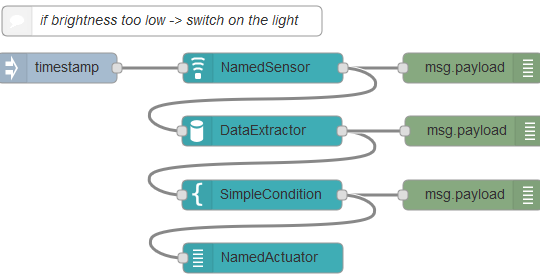 if brightness too low -> switch on the light
timestamp NamedSensor msg.payload
DataExtractor msg.payload
SimpleCondition msg.payload
NamedActuator